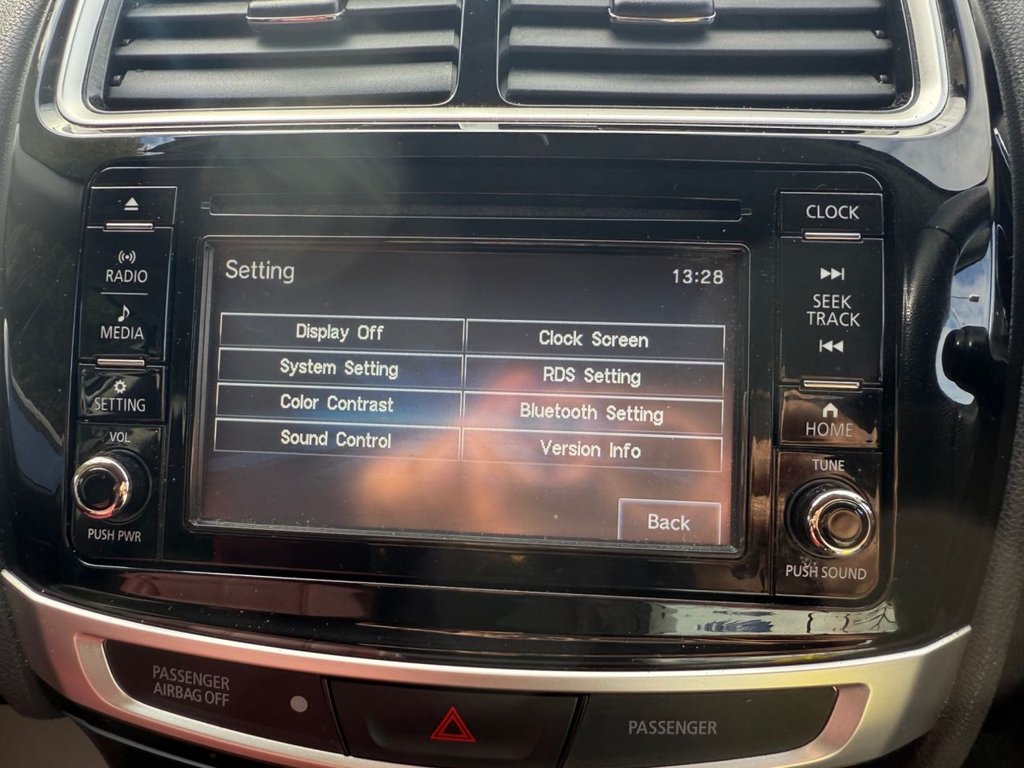 CLOCK
RADIO
MEDIA
SETTING
VOL
PUSH PWR
Setting
13:28
Display Off
Clock Screen
System Setting
RDS Setting
Color Contrast
Bluetooth Setting
Sound Control
Version Info
Back
SEEK
TRACK
HOME
TUNE
PUSH SOUND
PASSENGER
AIRBAG OFF
PASSENGER